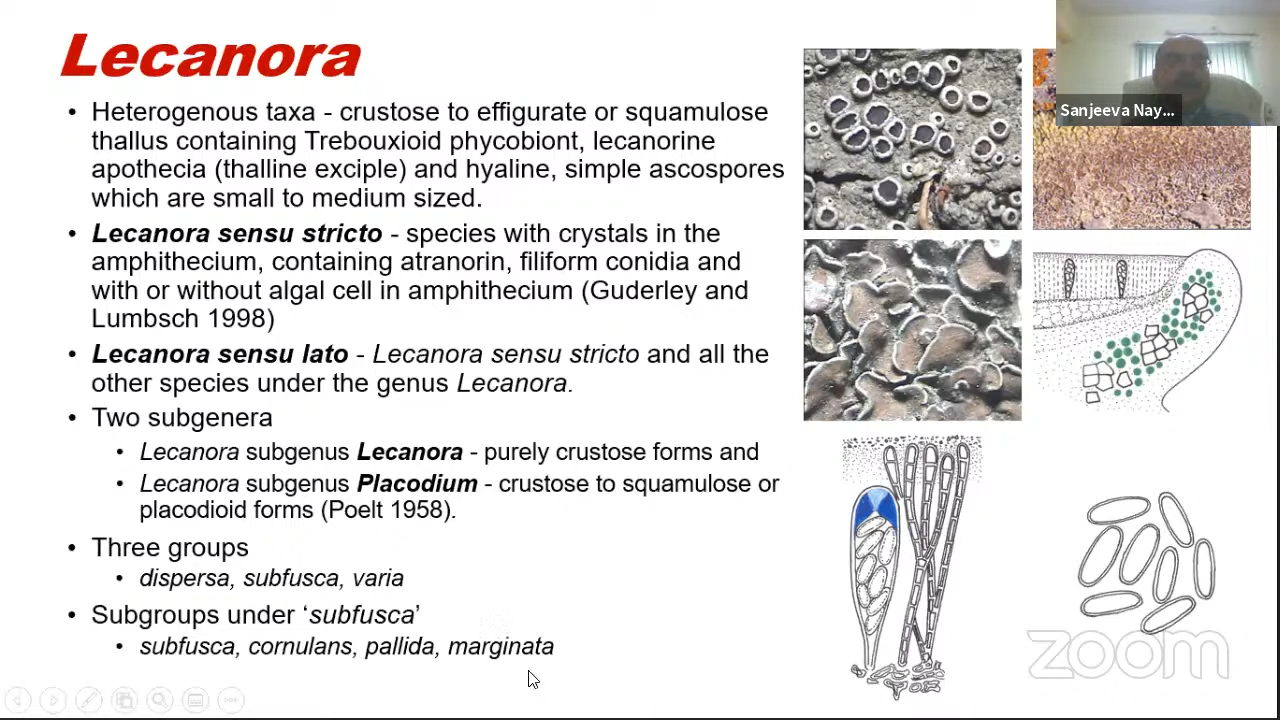 Lecanora
• Heterogenous taxa - crustose to effigurate or squamulose
thallus containing Trebouxioid phycobiont, lecanorine
apothecia (thalline exciple) and hyaline, simple ascospores
which are small to medium sized.
• Lecanora sensu stricto - species with crystals in the
amphithecium, containing atranorin, filiform conidia and
with or without algal cell in amphithecium (Guderley and
Lumbsch 1998)
• Lecanora sensu lato - Lecanora sensu stricto and all the
other species under the genus Lecanora.
• Two subgenera
• Lecanora subgenus Lecanora - purely crustose forms and
• Lecanora subgenus Placodium - crustose to squamulose or
placodioid forms (Poelt 1958).
• Three groups
• dispersa, subfusca, varia
• Subgroups under ‘subfusca’
• subfusca, cornulans, pallida, marginata
Sanjeeva Nay...
zoom